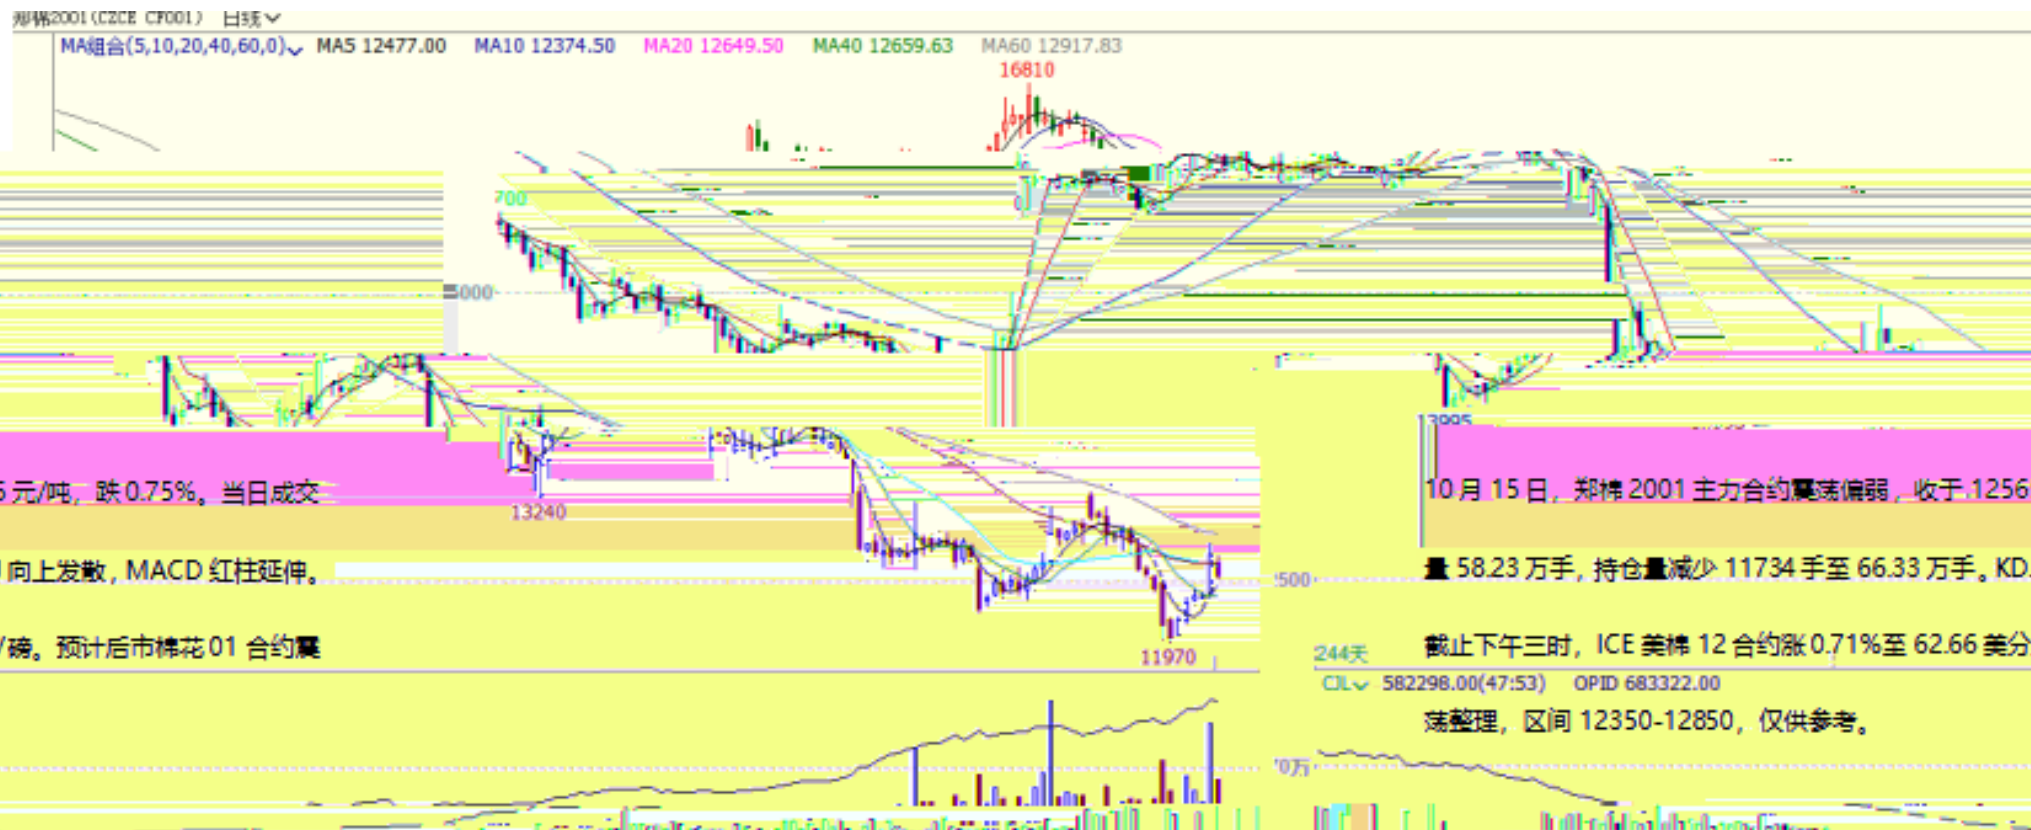 郑棉2001(CZCE CF001) 日线
MA组合(5,10,20,40,60,0) MA5 12477.00 MA10 12374.50 MA20 12649.50 MA40 12659.63 MA60 12917.83
16810
700
000
13995
13240
10月15日，郑棉2001主力合约震荡偏弱，收于1256
5元/吨，跌0.75%。当日成交
量58.23万手，持仓量减少11734手至66.33万手。KD
向上发散，MACD红柱延伸。
500
截止下午三时，ICE美棉12合约涨0.71%至62.66美分
/磅。预计后市棉花01合约震
荡整理，区间12350-12850，仅供参考。
11970
244天
CJL 582298.00(47:53) OPID 683322.00
0万